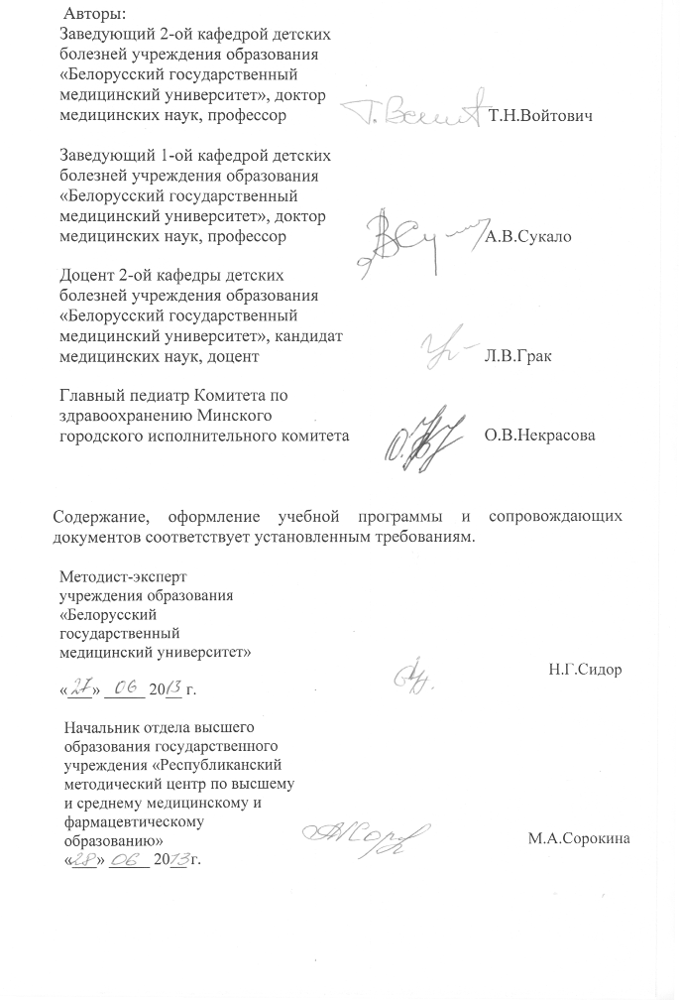 Авторы:
Заведующий 2-ой кафедрой детских
болезней учреждения образования
«Белорусский государственный
медицинский университет», доктор
медицинских наук, профессор Т.Н.Войтович
Заведующий 1-ой кафедрой детских
болезней учреждения образования
«Белорусский государственный
медицинский университет», доктор
медицинских наук, профессор А.В.Сукало
Доцент 2-ой кафедры детских
болезней учреждения образования
«Белорусский государственный
медицинский университет», кандидат
медицинских наук, доцент Л.В.Грак
Главный педиатр Комитета по
здравоохранению Минского
городского исполнительного комитета О.В.Некрасова
Содержание, оформление учебной программы и сопровождающих
документов соответствует установленным требованиям.
Методист-эксперт
учреждения образования
«Белорусский
государственный
медицинский университет»
Н.Г.Сидор
«27» 06 2013 г.
Начальник отдела высшего
образования государственного
учреждения «Республиканский
методический центр по высшему
и среднему медицинскому и
фармацевтическому
образованию» М.А.Сорокина
«28» 06 2013 г.